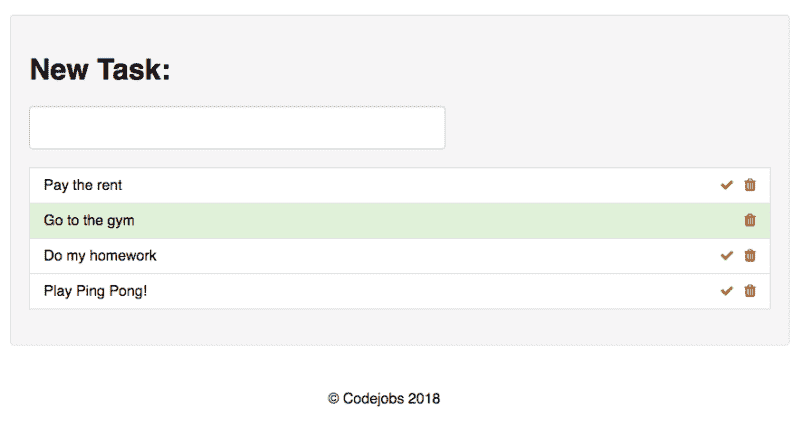 New Task:
Pay the rent
Go to the gym
Do my homework
Play Ping Pong!
© Codejobs 2018